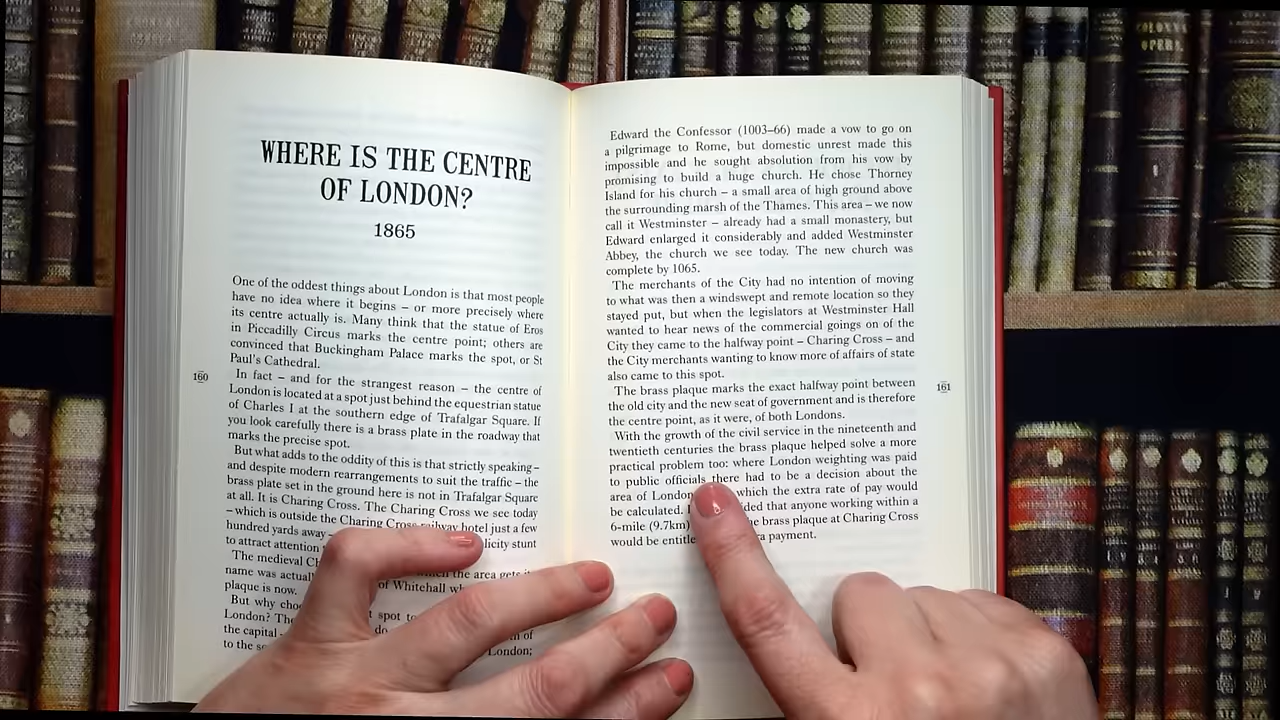 WHERE IS THE CENTRE
OF LONDON?
1865
One of the oddest things about London is that most people
have no idea where it begins – or more precisely where
its centre actually is. Many think that the statue of Eros
in Piccadilly Circus marks the centre point; others are
convinced that Buckingham Palace marks the spot, or St
Paul's Cathedral.
In fact – and for the strangest reason – the centre of
London is located at a spot just behind the equestrian statue
of Charles I at the southern edge of Trafalgar Square. If
you look carefully there is a brass plate in the roadway that
marks the precise spot.
But what adds to the oddity of this is that strictly speaking –
and despite modern rearrangements to suit the traffic – the
brass plate set in the ground here is not in Trafalgar Square
at all. It is Charing Cross. The Charing Cross we see today
– which is outside the Charing Cross railway hotel just a few
hundred yards away –
to attract attention
The medieval
the area gets
name was
of Whitehall
plaque is now.
But why
spot
London?
the capital –
of
to the
London;
160
Edward the Confessor (1003–66) made a vow to go on
a pilgrimage to Rome, but domestic unrest made this
impossible and he sought absolution from his vow by
promising to build a huge church. He chose Thorney
Island for his church – a small area of high ground above
the surrounding marsh of the Thames. This area – we now
call it Westminster – already had a small monastery, but
Edward enlarged it considerably and added Westminster
Abbey, the church we see today. The new church was
complete by 1065.
The merchants of the City had no intention of moving
to what was then a windswept and remote location so they
stayed put, but when the legislators at Westminster Hall
wanted to hear news of the commercial goings on of the
City they came to the halfway point – Charing Cross – and
the City merchants wanting to know more of affairs of state
also came to this spot.
The brass plaque marks the exact halfway point between
the old city and the new seat of government and is therefore
the centre point, as it were, of both Londons.
With the growth of the civil service in the nineteenth and
twentieth centuries the brass plaque helped solve a more
practical problem too: where London weighting was paid
to public officials there had to be a decision about the
area of London which the extra rate of pay would
be calculated. that anyone working within a
6-mile (9.7km) brass plaque at Charing Cross
would be payment.
161